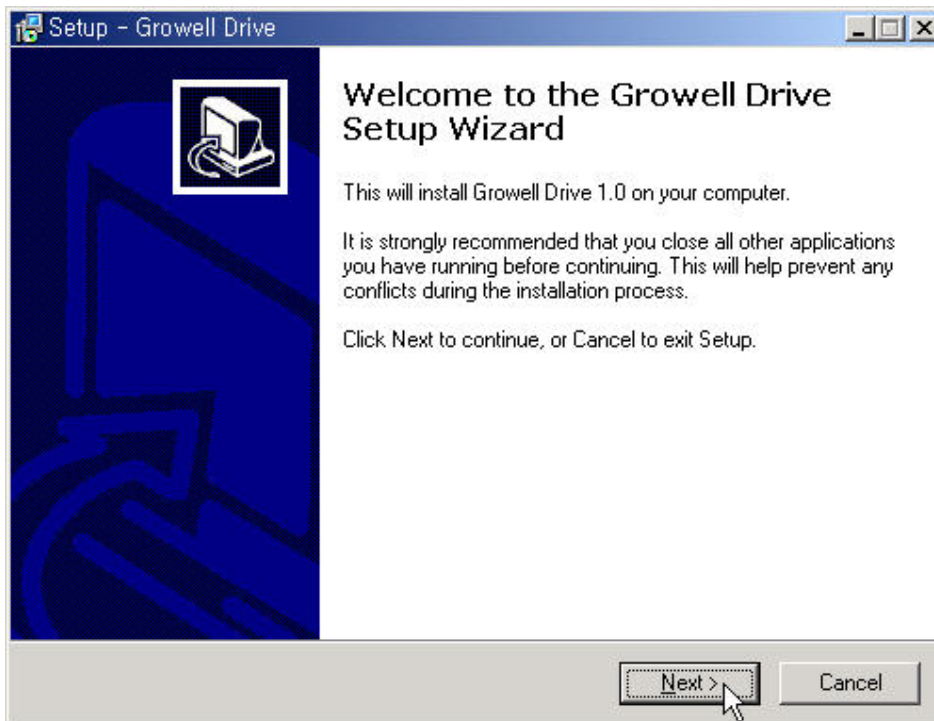 Setup - Growell Drive
Welcome to the Growell Drive
Setup Wizard
This will install Growell Drive 1.0 on your computer.
It is strongly recommended that you close all other applications
you have running before continuing. This will help prevent any
conflicts during the installation process.
Click Next to continue, or Cancel to exit Setup.
Next >
Cancel